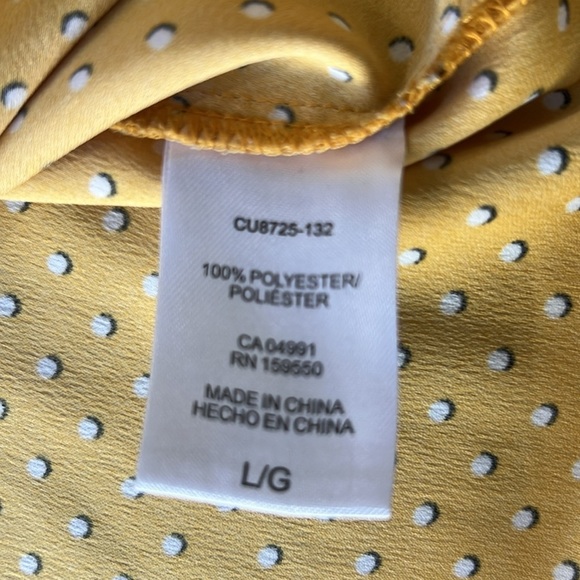 CU8725-132
100% POLYESTER/
POLIÉSTER
CA 04991
RN 159550
MADE IN CHINA
HECHO EN CHINA
L/G